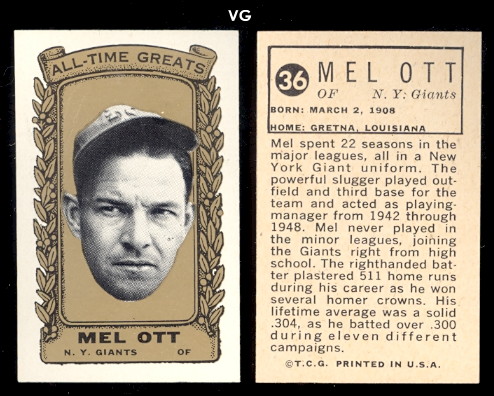 VG
ALL-TIME GREATS
MEL OTT
N. Y. GIANTS OF
36 MEL OTT
OF N. Y. Giants
BORN: MARCH 2, 1908
HOME: GRETNA, LOUISIANA
Mel spent 22 seasons in the
major leagues, all in a New
York Giant uniform. The
powerful slugger played out-
field and third base for the
team and acted as playing-
manager from 1942 through
1948. Mel never played in
the minor leagues, joining
the Giants right from high
school. The righthanded bat-
ter plastered 511 home runs
during his career as he won
several homer crowns. His
lifetime average was a solid
.304, as he batted over .300
during eleven different
campaigns.
©T.C.G. PRINTED IN U.S.A.